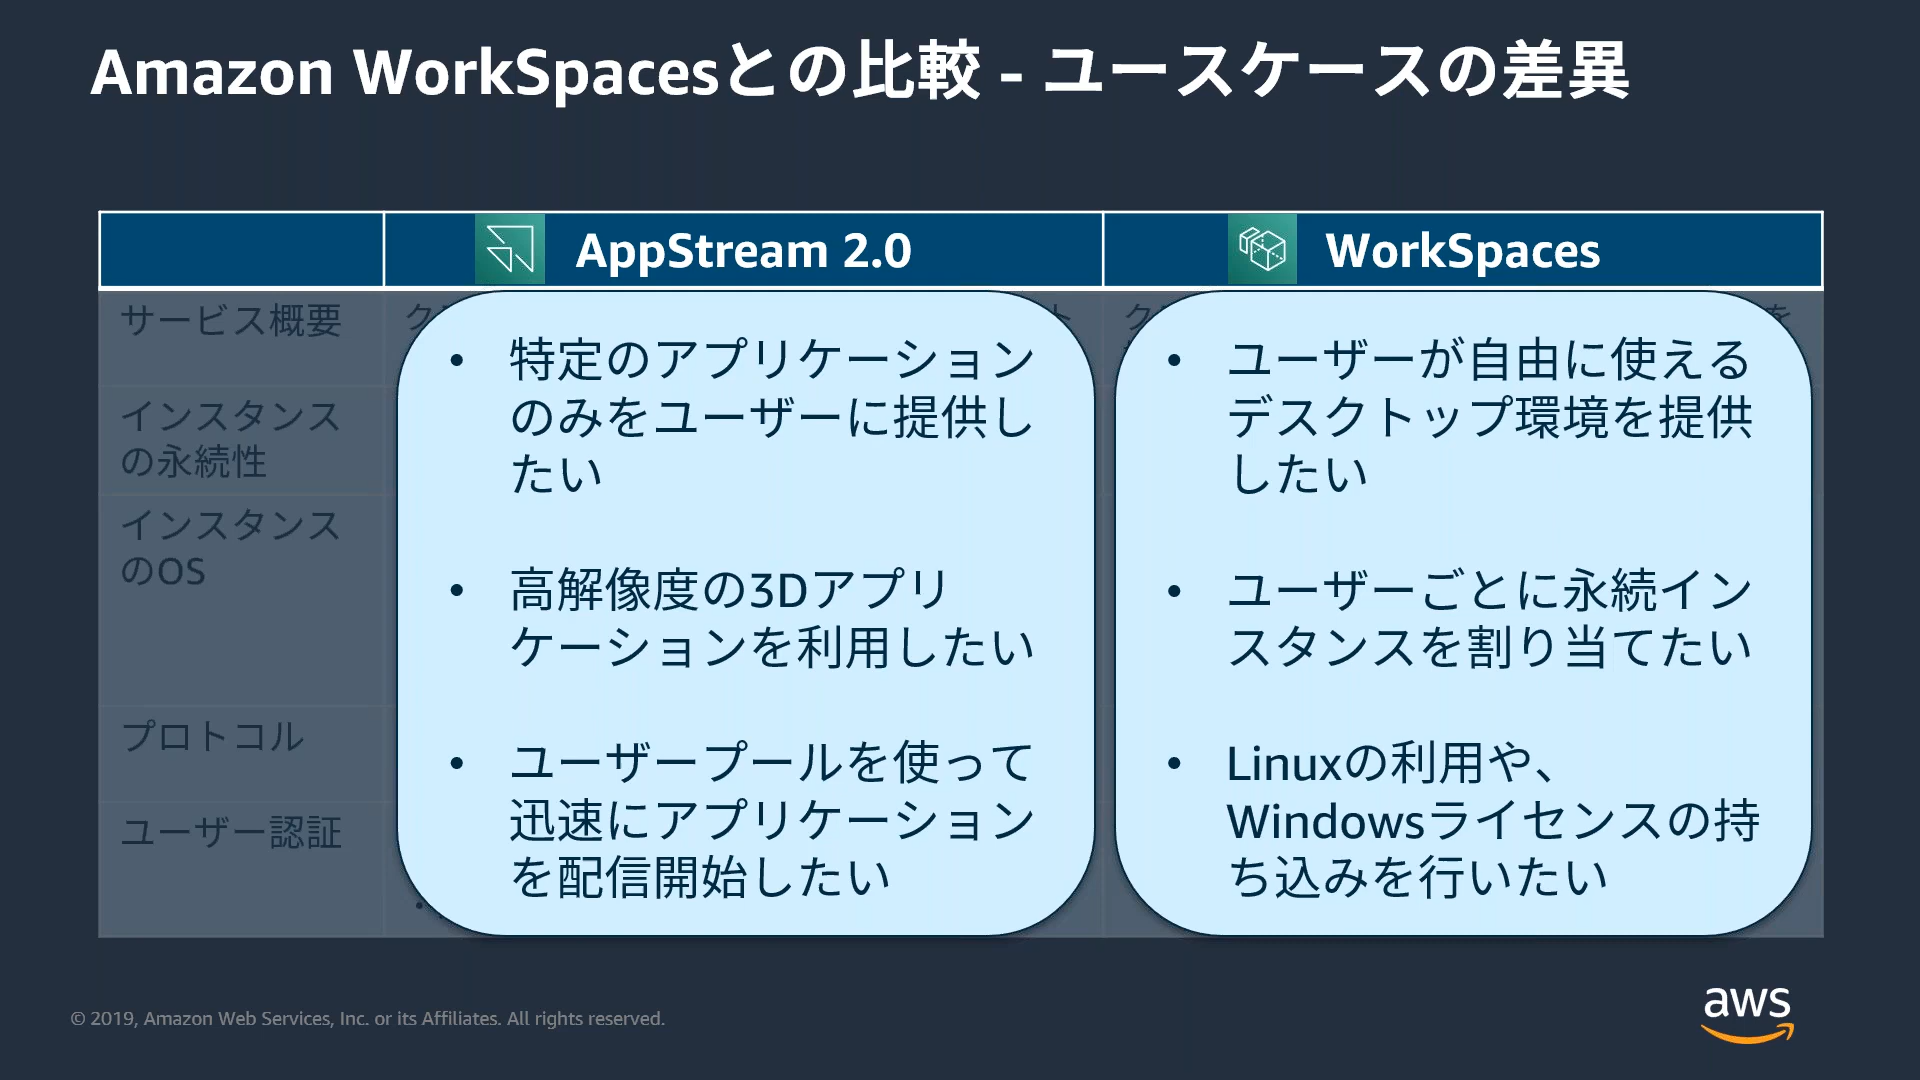 Amazon WorkSpacesとの比較 - ユースケースの差異
AppStream 2.0
WorkSpaces
サービス概要
インスタンス
の永続性
インスタンス
のOS
プロトコル
ユーザー認証
• 特定のアプリケーション
のみをユーザーに提供し
たい
• 高解像度の3Dアプリ
ケーションを利用したい
• ユーザープールを使って
迅速にアプリケーション
を配信開始したい
• ユーザーが自由に使える
デスクトップ環境を提供
したい
• ユーザーごとに永続イン
スタンスを割り当てたい
• Linuxの利用や、
Windowsライセンスの持
ち込みを行いたい
© 2019, Amazon Web Services, Inc. or its Affiliates. All rights reserved.
aws